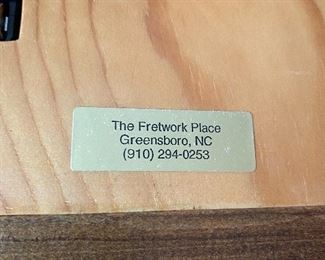 The Fretwork Place
Greensboro, NC
(910) 294-0253